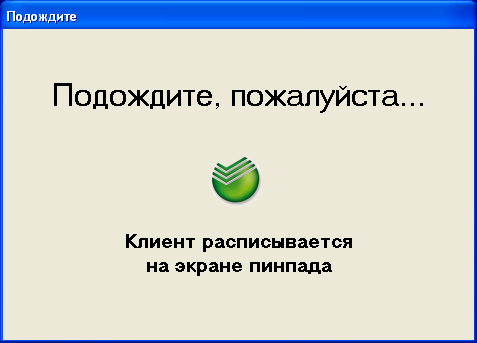 Подождите
Подождите, пожалуйста...
Клиент расписывается
на экране пинпада